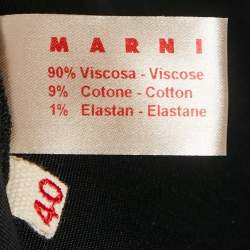 MARNI
90% Viscosa - Viscose
9% Cotone - Cotton
1% Elastan - Elastane
40